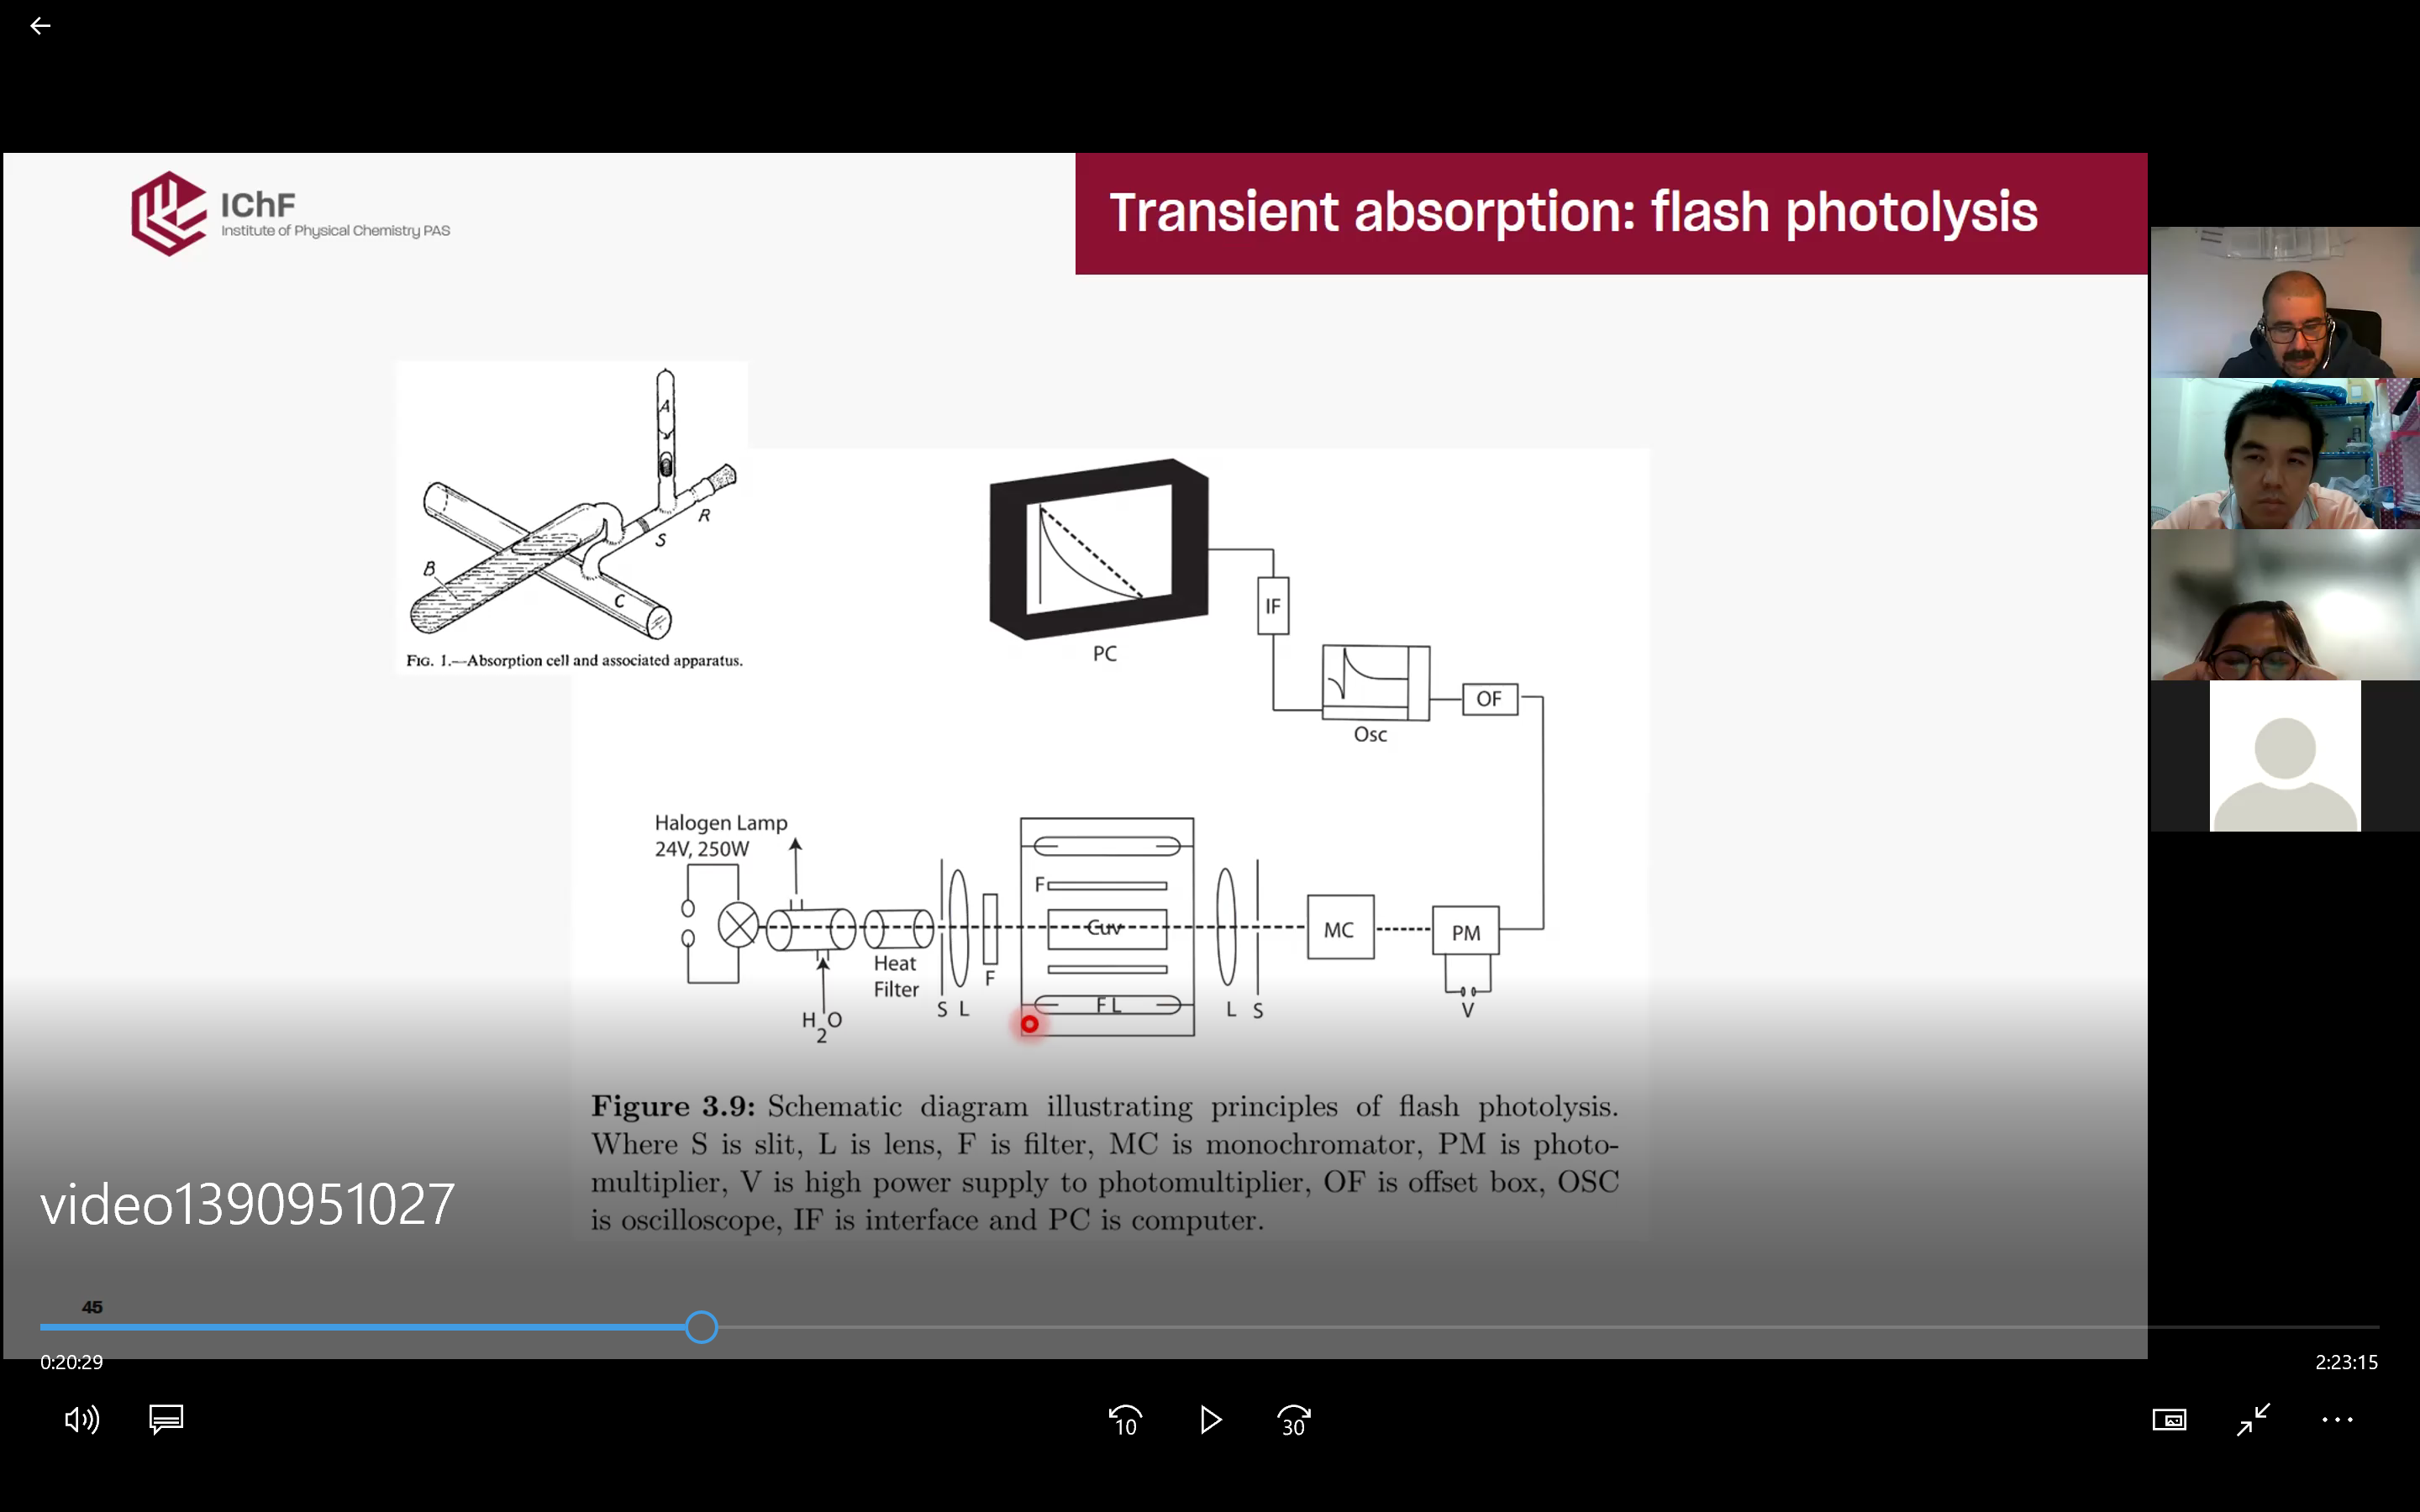 IChF
Institute of Physical Chemistry PAS
Transient absorption: flash photolysis
A
R
S
B
C
FIG. 1.—Absorption cell and associated apparatus.
PC
IF
OF
Osc
Halogen Lamp
24V, 250W
F
Cuv
MC
PM
Heat
Filter
F
S L
F L
L S
V
H2O
Figure 3.9: Schematic diagram illustrating principles of flash photolysis.
Where S is slit, L is lens, F is filter, MC is monochromator, PM is photo-
multiplier, V is high power supply to photomultiplier, OF is offset box, OSC
is oscilloscope, IF is interface and PC is computer.
video1390951027
45
0:20:29
2:23:15
10
30